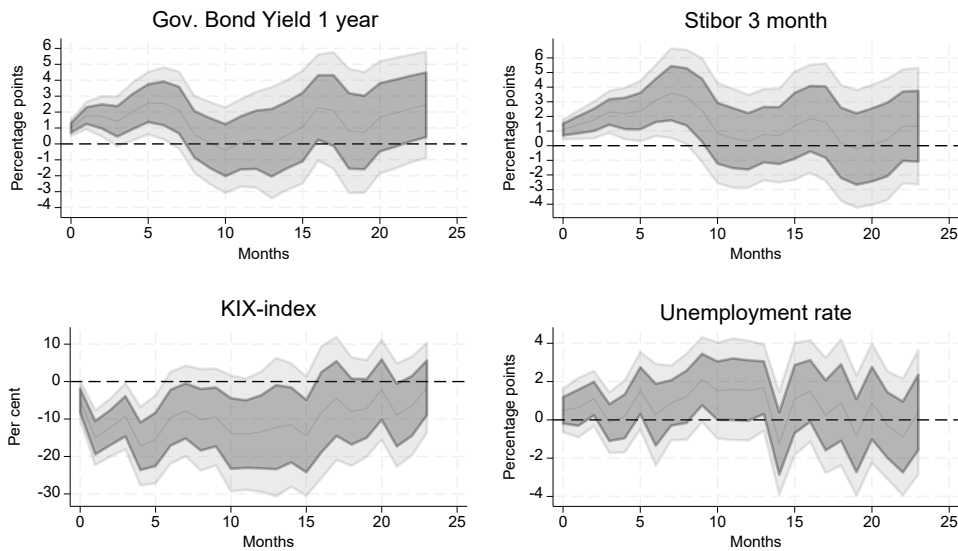 Gov. Bond Yield 1 year
Percentage points
6
5
4
3
2
1
0
-1
-2
-3
-4
0 5 10 15 20 25
Months
Stibor 3 month
Percentage points
6
5
4
3
2
1
0
-1
-2
-3
-4
0 5 10 15 20 25
Months
KIX-index
Per cent
10
0
-10
-20
-30
0 5 10 15 20 25
Months
Unemployment rate
Percentage points
4
2
0
-2
-4
0 5 10 15 20 25
Months